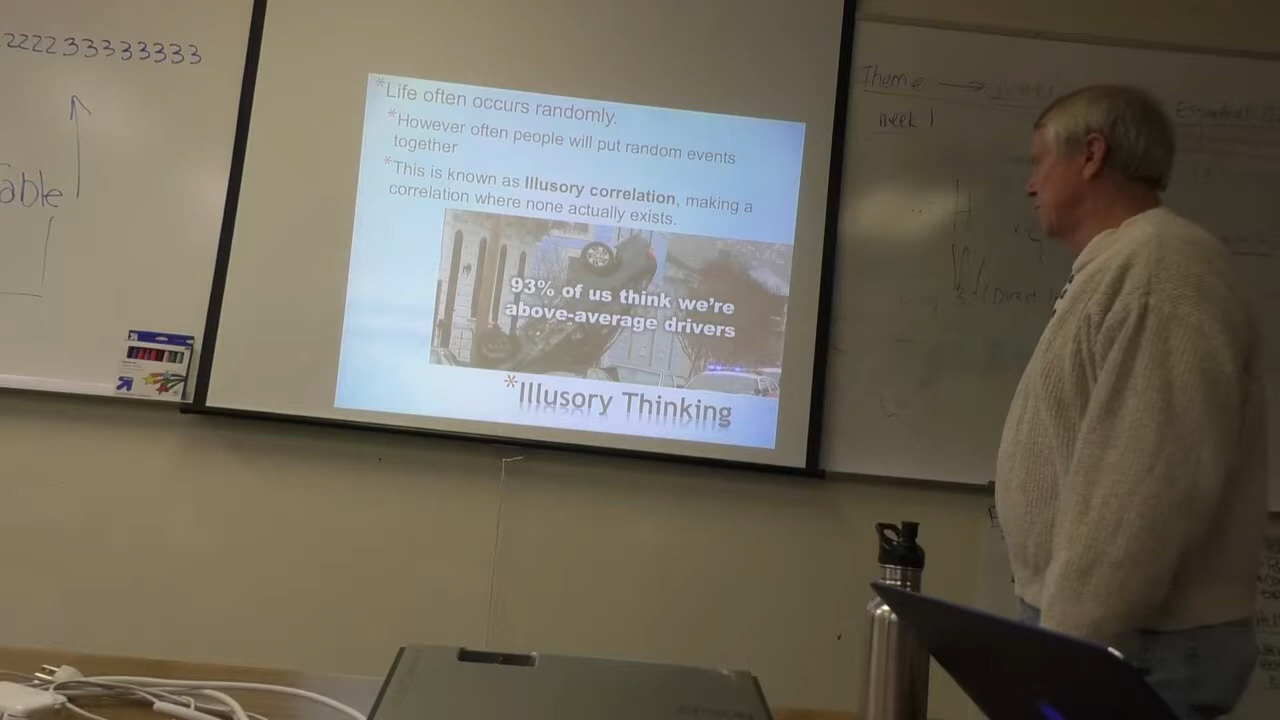 222233333333
able
*Life often occurs randomly.
*However often people will put random events
together
*This is known as Illusory correlation, making a
correlation where none actually exists.
93% of us think we're
above-average drivers
*Illusory Thinking
Theme →
week 1